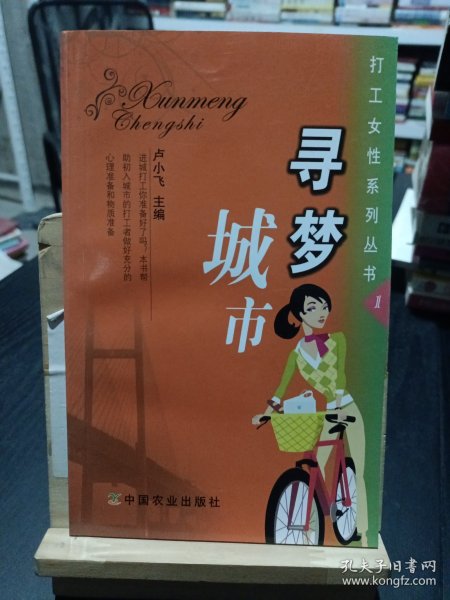 Xunmeng
Chengshi
寻梦
城市
打工女性系列丛书 1
卢小飞 主编
进城打工你准备好了吗?本书帮
助初入城市的打工者做好充分的
心理准备和物质准备
中国农业出版社
孔夫子旧书网
www.kongfz.com